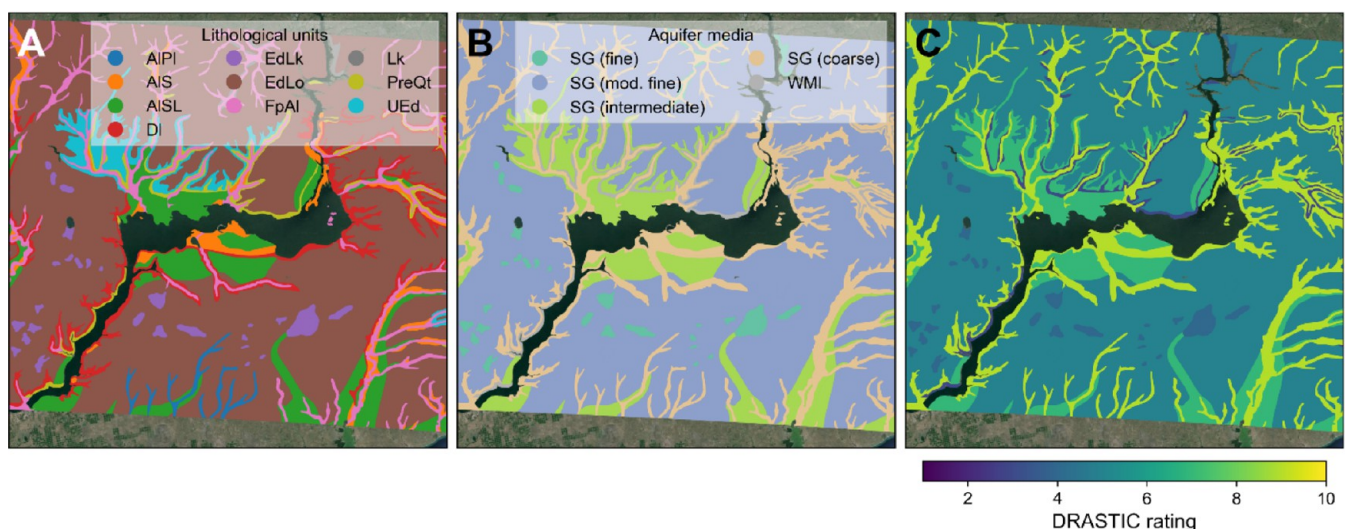 A
Lithological units
AlPl
AlS
AlSL
Dl
EdLk
EdLo
FpAl
Lk
PreQt
UEd
B
Aquifer media
SG (fine)
SG (mod. fine)
SG (intermediate)
SG (coarse)
WMI
C
2 4 6 8 10
DRASTIC rating